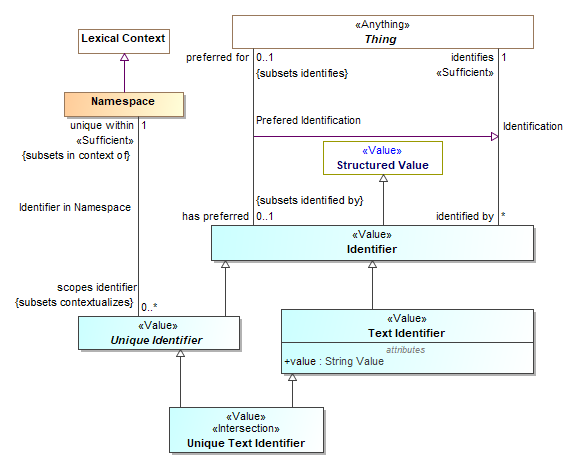 Lexical Context
«Anything»
Thing
preferred for
0..1
identifies
1
{subsets identifies}
«Sufficient»
Namespace
unique within
1
«Sufficient»
{subsets in context of}
Prefered Identification
Identification
«Value»
Structured Value
Identifier in Namespace
{subsets identified by}
has preferred
0..1
identified by
*
«Value»
Identifier
scopes identifier
{subsets contextualizes}
0..*
«Value»
Unique Identifier
«Value»
Text Identifier
attributes
+value : String Value
«Value»
«Intersection»
Unique Text Identifier